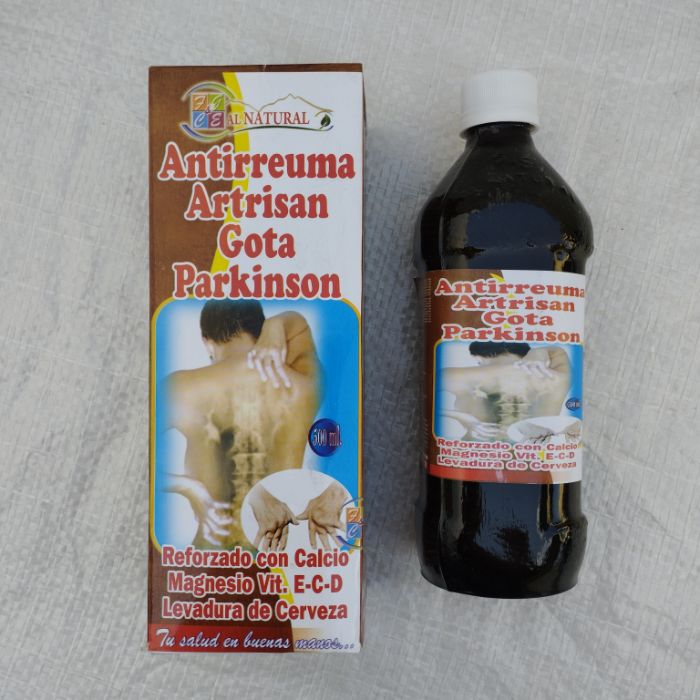 F I
C E
AL NATURAL
Antirreuma
Artrisan
Gota
Parkinson
500 ml.
Reforzado con Calcio
Magnesio Vit. E-C-D
Levadura de Cerveza
Tu salud en buenas manos...
Antirreuma
Artrisan
Gota
Parkinson
Reforzado con Calcio
Magnesio Vit. E-C-D
Levadura de Cerveza